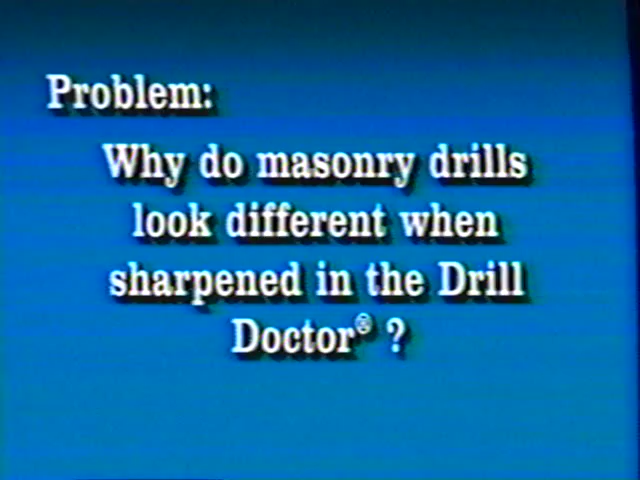 Problem:
Why do masonry drills
look different when
sharpened in the Drill
Doctor® ?